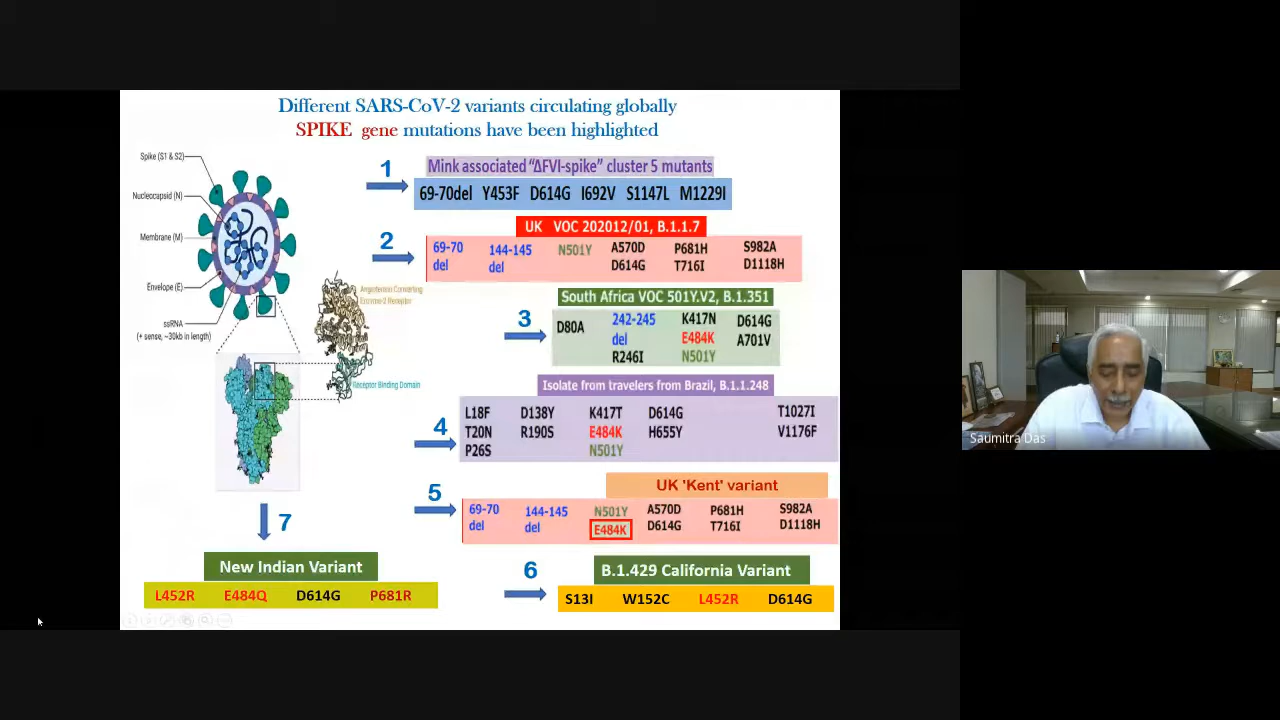 Different SARS-CoV-2 variants circulating globally
SPIKE gene mutations have been highlighted
Spike (S1 & S2)
Nucleocapsid (N)
Membrane (M)
Envelope (E)
ssRNA
(+ sense, ~30kb in length)
Angiotensin Converting
Enzyme-2 Receptor
Receptor Binding Domain
1
Mink associated “ΔFVI-spike” cluster 5 mutants
69-70del Y453F D614G I692V S1147L M1229I
2
UK VOC 202012/01, B.1.1.7
69-70 144-145 N501Y A570D P681H S982A
del del D614G T716I D1118H
3
South Africa VOC 501Y.V2, B.1.351
D80A 242-245 K417N D614G
del E484K A701V
R246I N501Y
4
Isolate from travelers from Brazil, B.1.1.248
L18F D138Y K417T D614G T1027I
T20N R190S E484K H655Y V1176F
P26S N501Y
5
UK 'Kent' variant
69-70 144-145 N501Y A570D P681H S982A
del del E484K D614G T716I D1118H
6
B.1.429 California Variant
S13I W152C L452R D614G
7
New Indian Variant
L452R E484Q D614G P681R
Saumitra Das